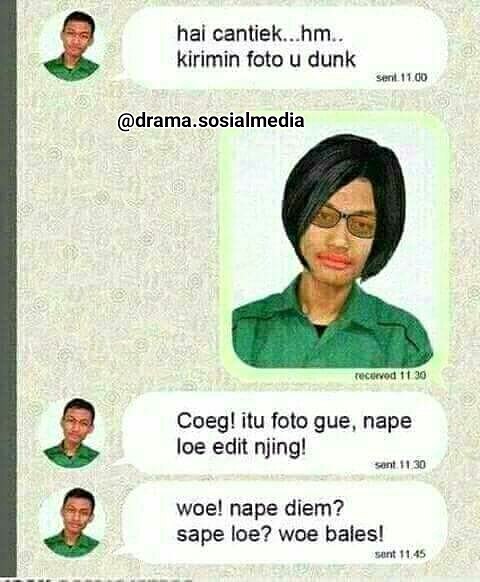 hai cantiek...hm..
kirimin foto u dunk
sent 11.00
@drama.sosialmedia
received 11.30
Coeg! itu foto gue, nape
loe edit njing!
sent 11.30
woe! nape diem?
sape loe? woe bales!
sent 11.45